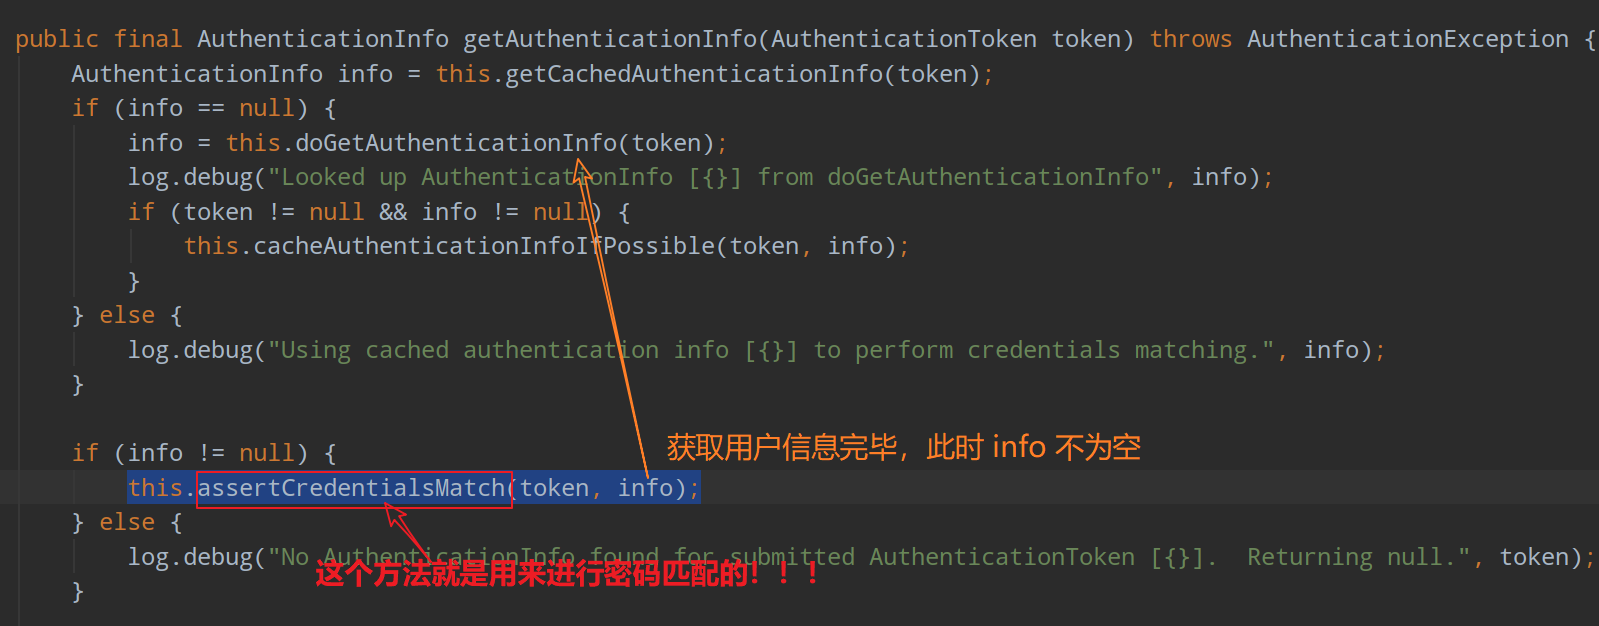 public final AuthenticationInfo getAuthenticationInfo(AuthenticationToken token) throws AuthenticationException {
AuthenticationInfo info = this.getCachedAuthenticationInfo(token);
if (info == null) {
info = this.doGetAuthenticationInfo(token);
log.debug("Looked up AuthenticationInfo [{}] from doGetAuthenticationInfo", info);
if (token != null && info != null) {
this.cacheAuthenticationInfoIfPossible(token, info);
}
} else {
log.debug("Using cached authentication info [{}] to perform credentials matching.", info);
}
获取用户信息完毕，此时 info 不为空
if (info != null) {
this.assertCredentialsMatch(token, info);
} else {
log.debug("No AuthenticationInfo found for submitted AuthenticationToken [{}].  Returning null.", token);
这个方法就是用来进行密码匹配的！！！
}